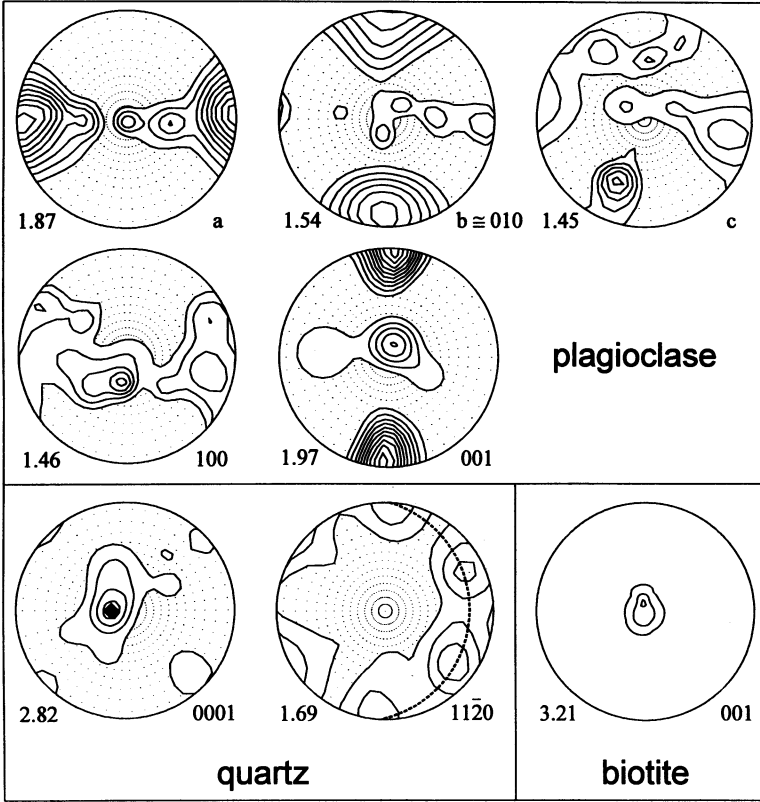 1.87 a
1.54 b ≅ 010
1.45 c
1.46 100
1.97 001
plagioclase
2.82 0001
1.69 112̄0
3.21 001
quartz
biotite